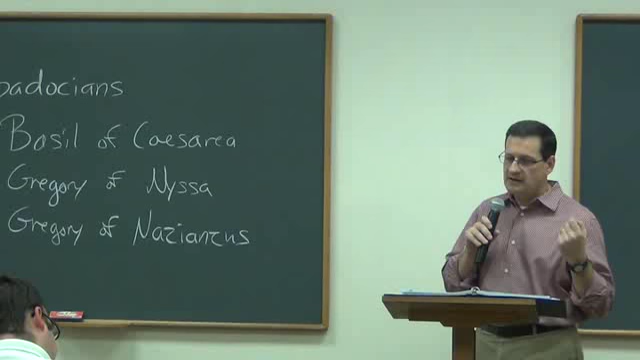 padocians
Basil of Caesarea
Gregory of Nyssa
Gregory of Nazianzus